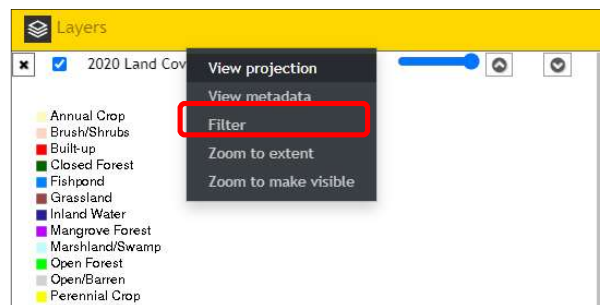 Layers
2020 Land Cov
View projection
View metadata
Filter
Zoom to extent
Zoom to make visible
Annual Crop
Brush/Shrubs
Built-up
Closed Forest
Fishpond
Grassland
Inland Water
Mangrove Forest
Marshland/Swamp
Open Forest
Open/Barren
Perennial Crop